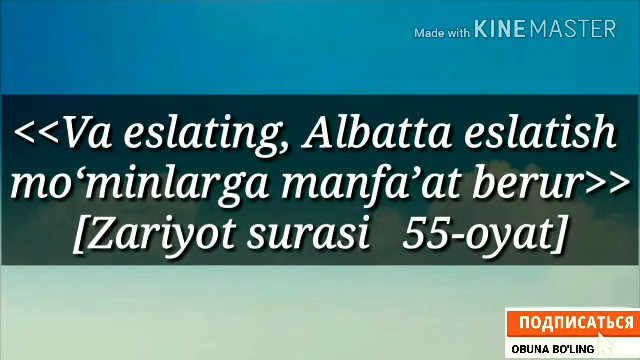 Made with KINEMASTER
<<Va eslating, Albatta eslatish
mo‘minlarga manfa’at berur>>
[Zariyot surasi 55-oyat]
ПОДПИСАТЬСЯ
OBUNA BO'LING